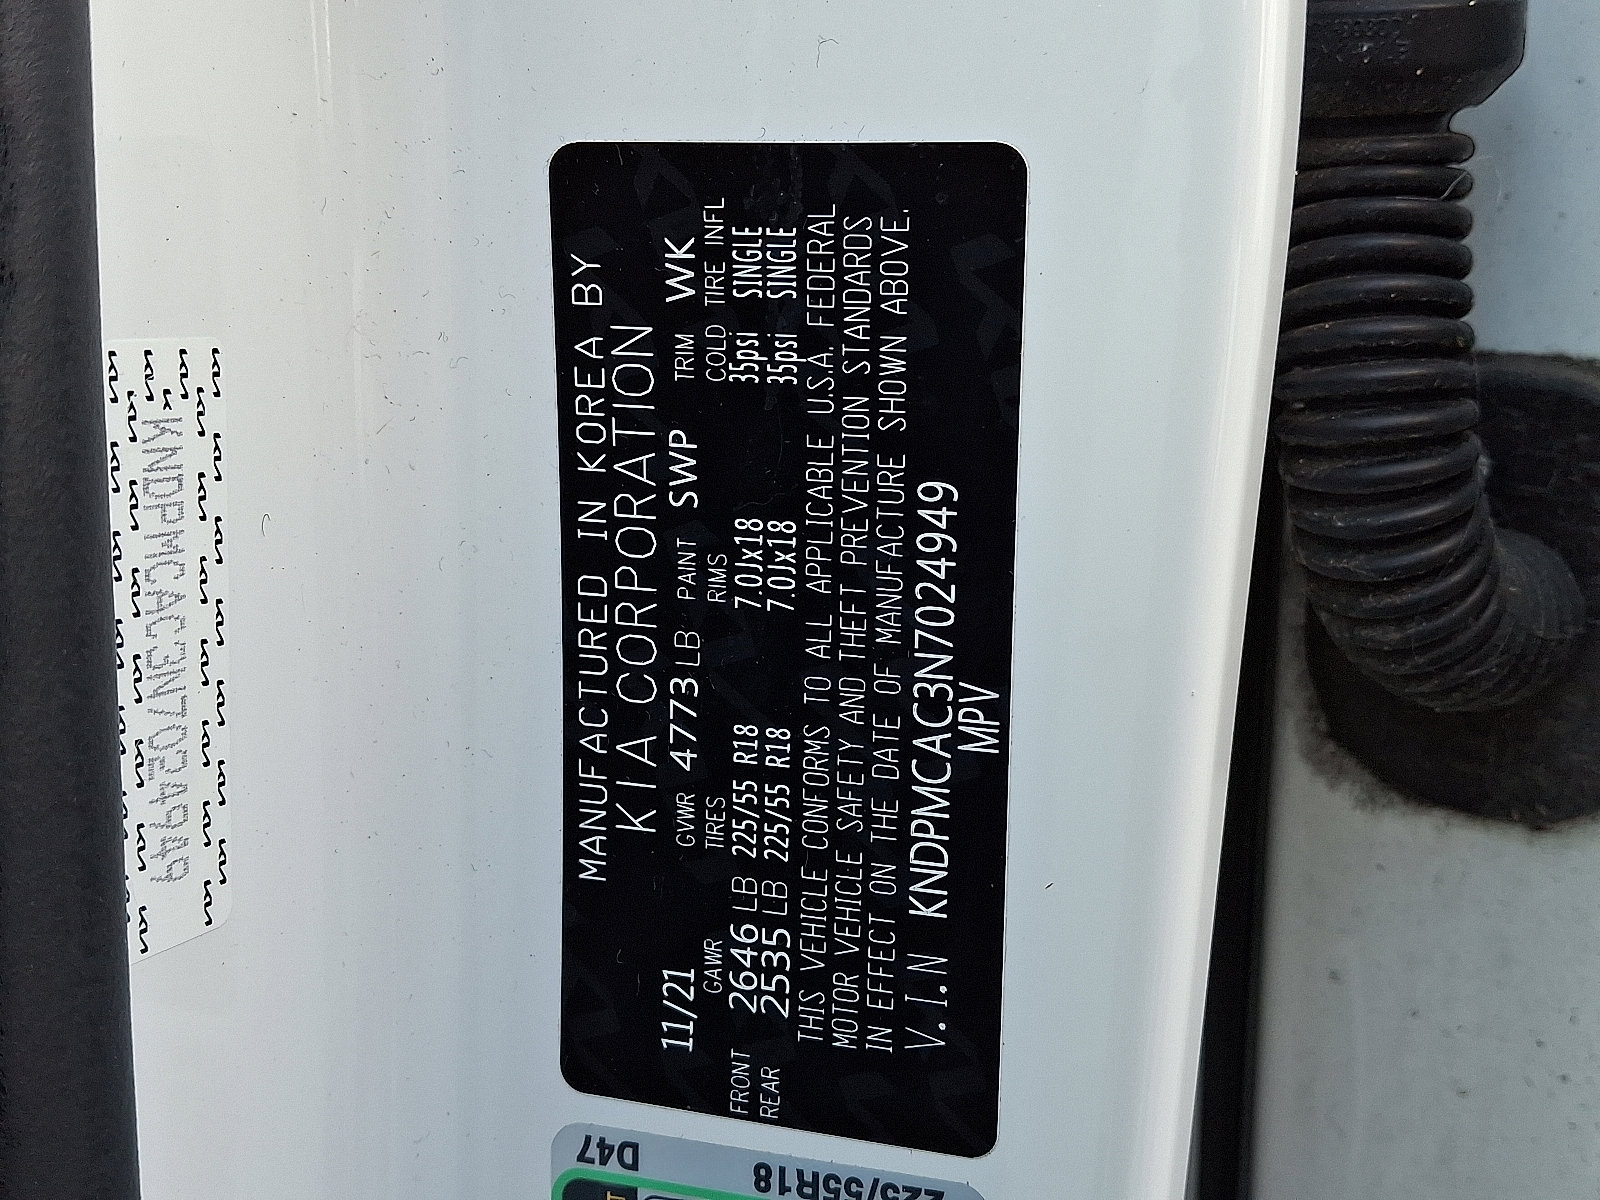 MANUFACTURED IN KOREA BY
KIA CORPORATION
11/21 GVWR 4773 LB PAINT SWP TRIM WK
GAWR TIRES RIMS COLD TIRE INFL
FRONT 2646 LB 225/55 R18 7.0Jx18 35psi SINGLE
REAR 2535 LB 225/55 R18 7.0Jx18 35psi SINGLE
THIS VEHICLE CONFORMS TO ALL APPLICABLE U.S.A. FEDERAL
MOTOR VEHICLE SAFETY AND THEFT PREVENTION STANDARDS
IN EFFECT ON THE DATE OF MANUFACTURE SHOWN ABOVE.
V.I.N KNDPMCAC3N7024949
MPV
KNDPMCAC3N7024949
D47
225/55R18